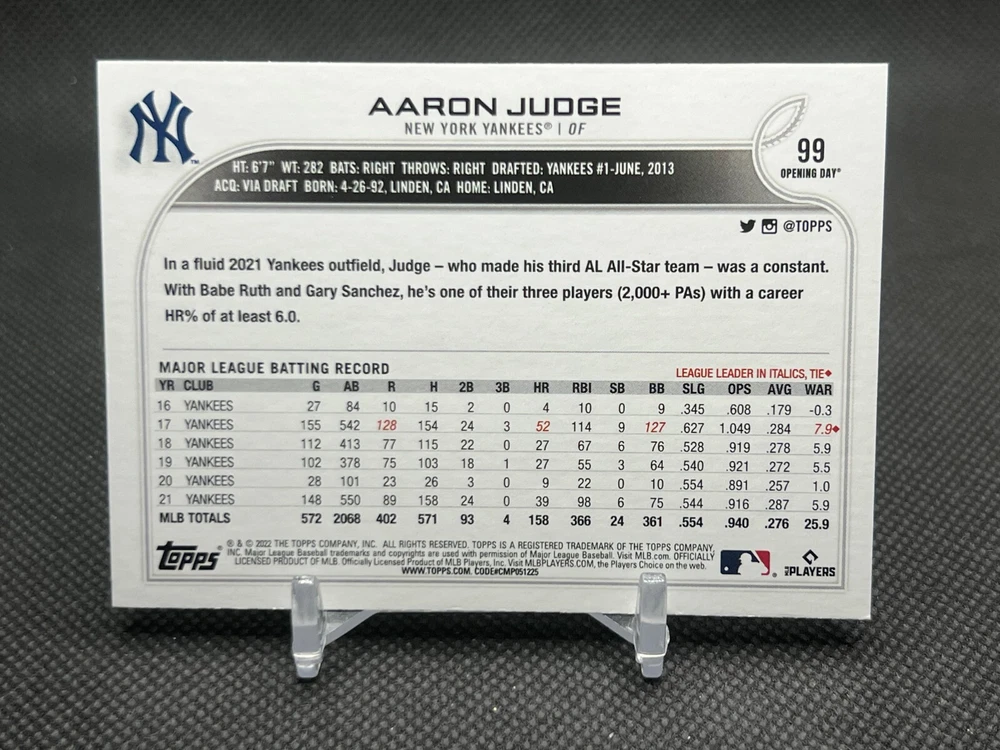 NY
TM
AARON JUDGE
NEW YORK YANKEES® | OF
99
OPENING DAY®
HT: 6'7" WT: 282 BATS: RIGHT THROWS: RIGHT DRAFTED: YANKEES #1-JUNE, 2013
ACQ: VIA DRAFT BORN: 4-26-92, LINDEN, CA HOME: LINDEN, CA
@TOPPS
In a fluid 2021 Yankees outfield, Judge – who made his third AL All-Star team – was a constant.
With Babe Ruth and Gary Sanchez, he's one of their three players (2,000+ PAs) with a career
HR% of at least 6.0.
MAJOR LEAGUE BATTING RECORD LEAGUE LEADER IN ITALICS, TIE◆
YR CLUB G AB R H 2B 3B HR RBI SB BB SLG OPS AVG WAR
16 YANKEES 27 84 10 15 2 0 4 10 0 9 .345 .608 .179 -0.3
17 YANKEES 155 542 128 154 24 3 52 114 9 127 .627 1.049 .284 7.9◆
18 YANKEES 112 413 77 115 22 0 27 67 6 76 .528 .919 .278 5.9
19 YANKEES 102 378 75 103 18 1 27 55 3 64 .540 .921 .272 5.5
20 YANKEES 28 101 23 26 3 0 9 22 0 10 .554 .891 .257 1.0
21 YANKEES 148 550 89 158 24 0 39 98 6 75 .544 .916 .287 5.9
MLB TOTALS 572 2068 402 571 93 4 158 366 24 361 .554 .940 .276 25.9
topps®
® & © 2022 THE TOPPS COMPANY, INC. ALL RIGHTS RESERVED. TOPPS IS A REGISTERED TRADEMARK OF THE TOPPS COMPANY,
INC. Major League Baseball trademarks and copyrights are used with permission of Major League Baseball. Visit MLB.com. OFFICIALLY
LICENSED PRODUCT OF MLB. Officially Licensed Product of MLB Players, Inc. Visit MLBPLAYERS.COM, the Players Choice on the web.
WWW.TOPPS.COM. CODE#CMP051225
PLAYERS